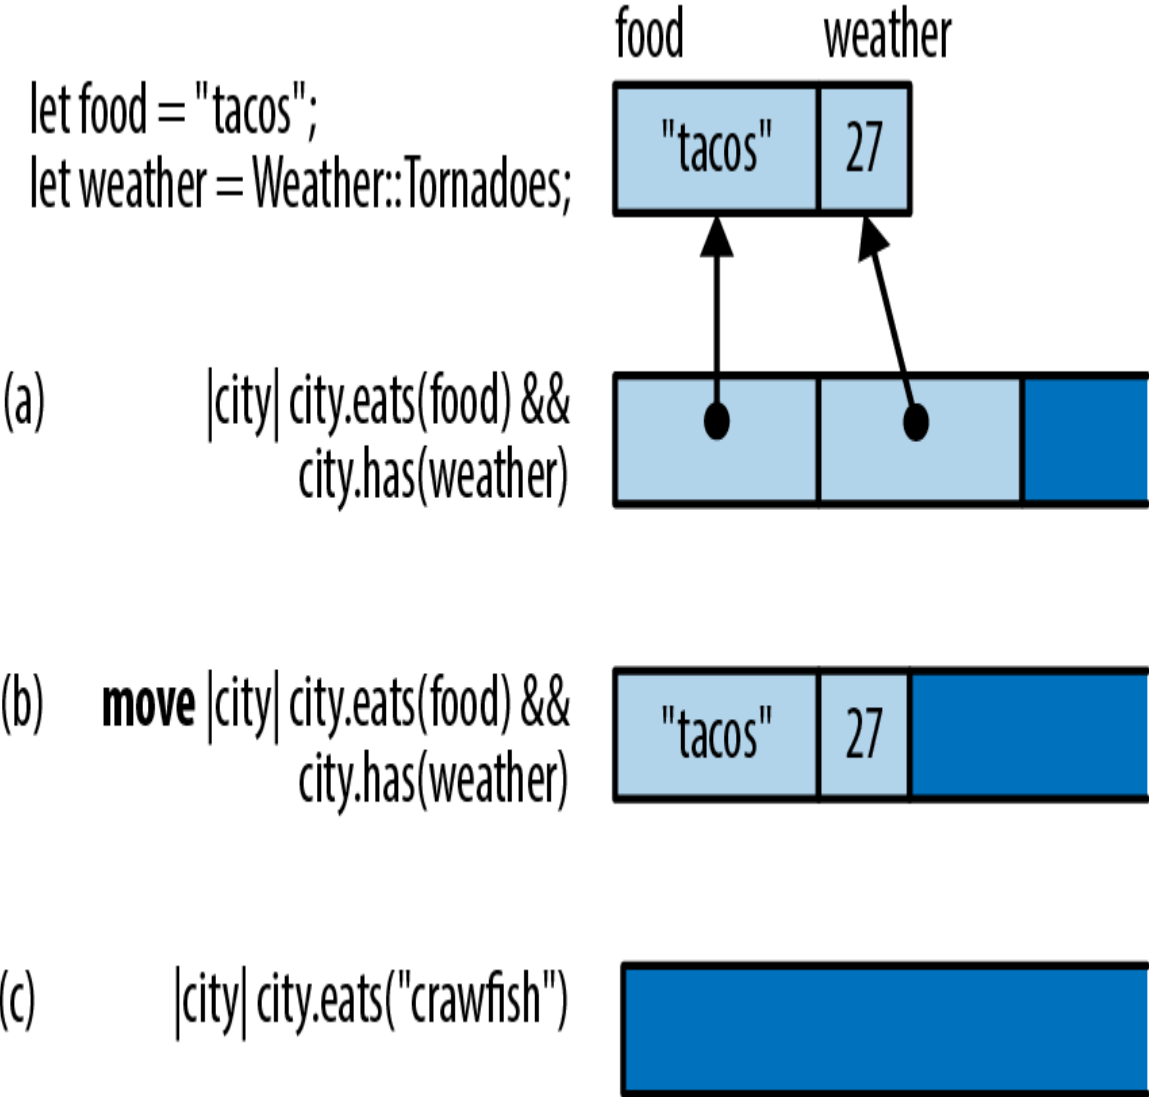 food weather
let food = "tacos";
let weather = Weather::Tornadoes;
"tacos" 27
(a) |city| city.eats(food) &&
city.has(weather)
(b) move |city| city.eats(food) &&
city.has(weather)
"tacos" 27
(c) |city| city.eats("crawfish")